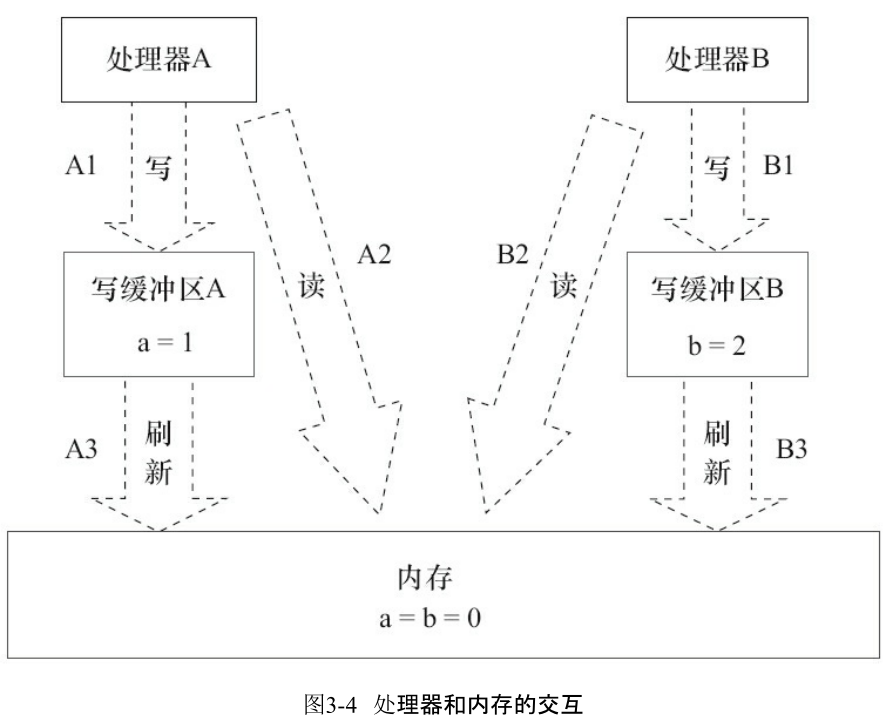 处理器A
处理器B
A1
写
写
B1
A2
B2
写缓冲区A
a = 1
读
读
写缓冲区B
b = 2
A3
刷
新
刷
新
B3
内存
a = b = 0
图3-4 处理器和内存的交互